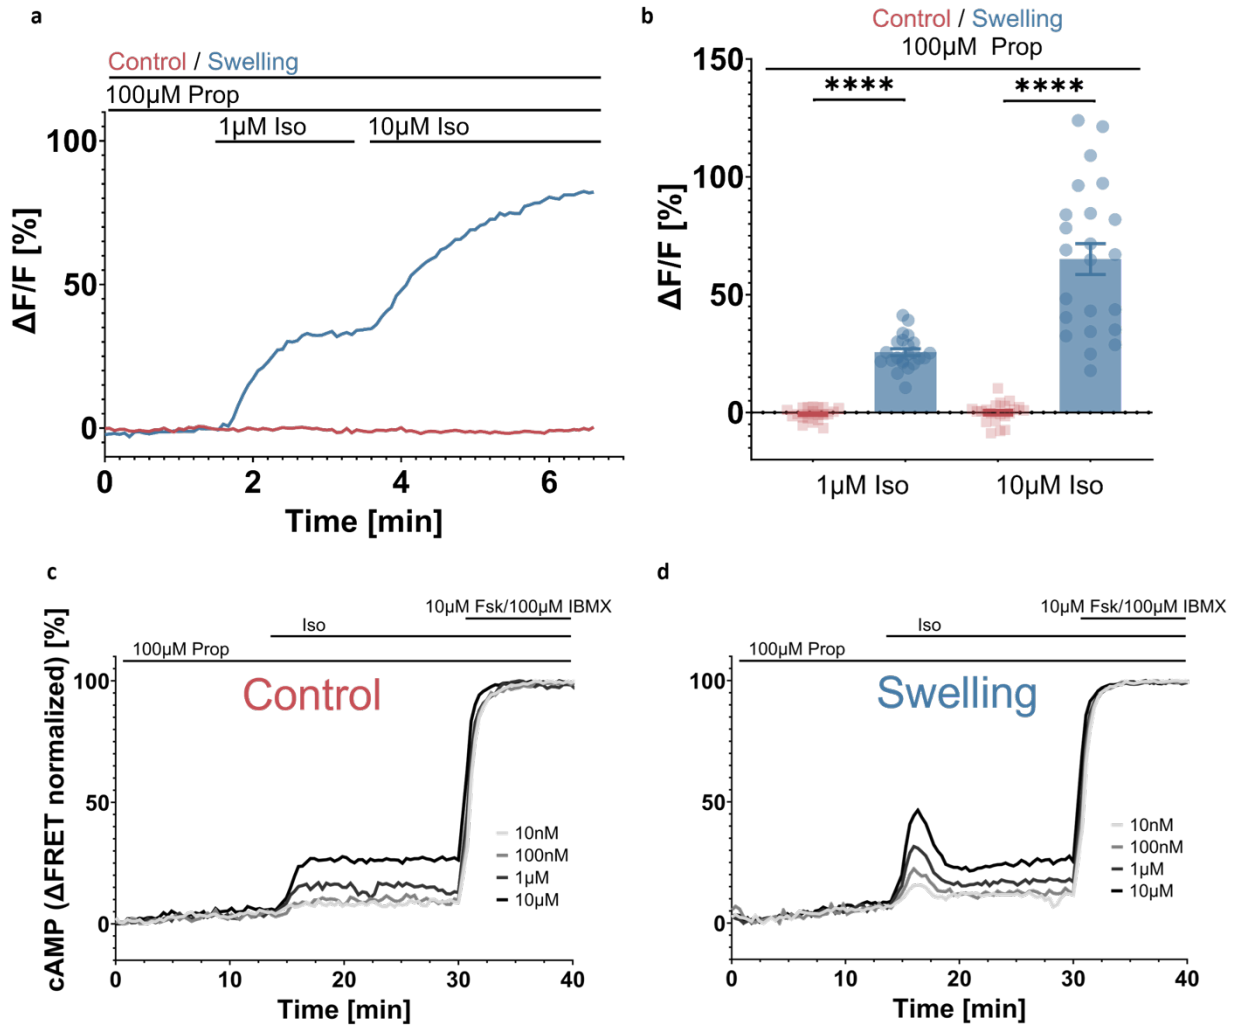 a
Control / Swelling
100µM Prop
1µM Iso
10µM Iso
100
50
0
ΔF/F [%]
0 2 4 6
Time [min]
b
Control / Swelling
100µM Prop
**** ****
150
100
50
0
ΔF/F [%]
1µM Iso 10µM Iso
c
10µM Fsk/100µM IBMX
Iso
100µM Prop
Control
100
50
0
cAMP (ΔFRET normalized) [%]
10nM
100nM
1µM
10µM
0 10 20 30 40
Time [min]
d
10µM Fsk/100µM IBMX
Iso
100µM Prop
Swelling
100
50
0
10nM
100nM
1µM
10µM
0 10 20 30 40
Time [min]